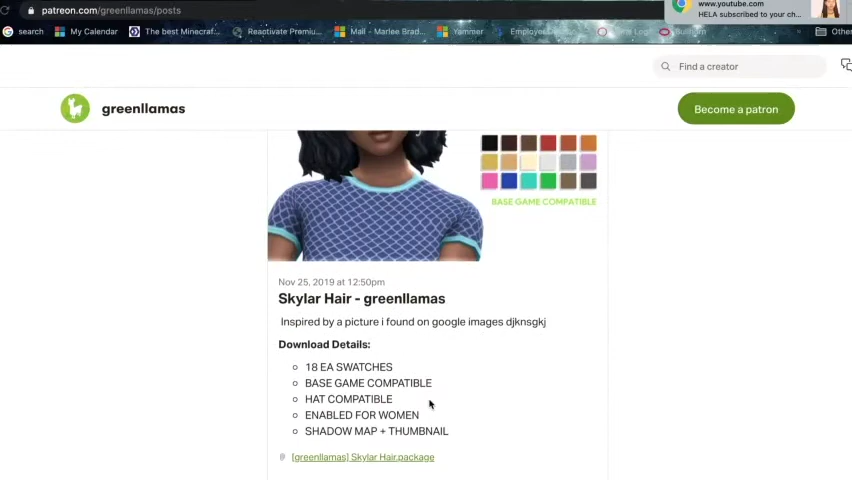 patreon.com/greenllamas/posts
www.youtube.com
HELA subscribed to your ch...
search
My Calendar
The best Minecraf:...
Reactivate Premiu...
Mail - Marlee Brad...
Yammer
Other
Find a creator
greenllamas
Become a patron
BASE GAME COMPATIBLE
Nov 25, 2019 at 12:50pm
Skylar Hair - greenllamas
Inspired by a picture i found on google images djknsgkj
Download Details:
18 EA SWATCHES
BASE GAME COMPATIBLE
HAT COMPATIBLE
ENABLED FOR WOMEN
SHADOW MAP + THUMBNAIL
[greenllamas] Skylar Hair.package